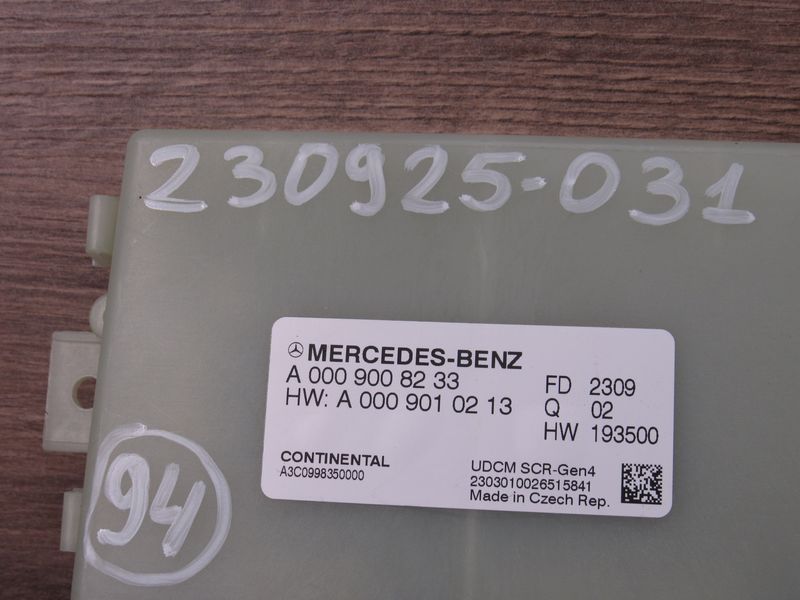 230925-031
MERCEDES-BENZ
A 000 900 82 33
HW: A 000 901 02 13
FD 2309
Q 02
HW 193500
CONTINENTAL
A3C0998350000
UDCM SCR-Gen4
2303010026515841
Made in Czech Rep.
94